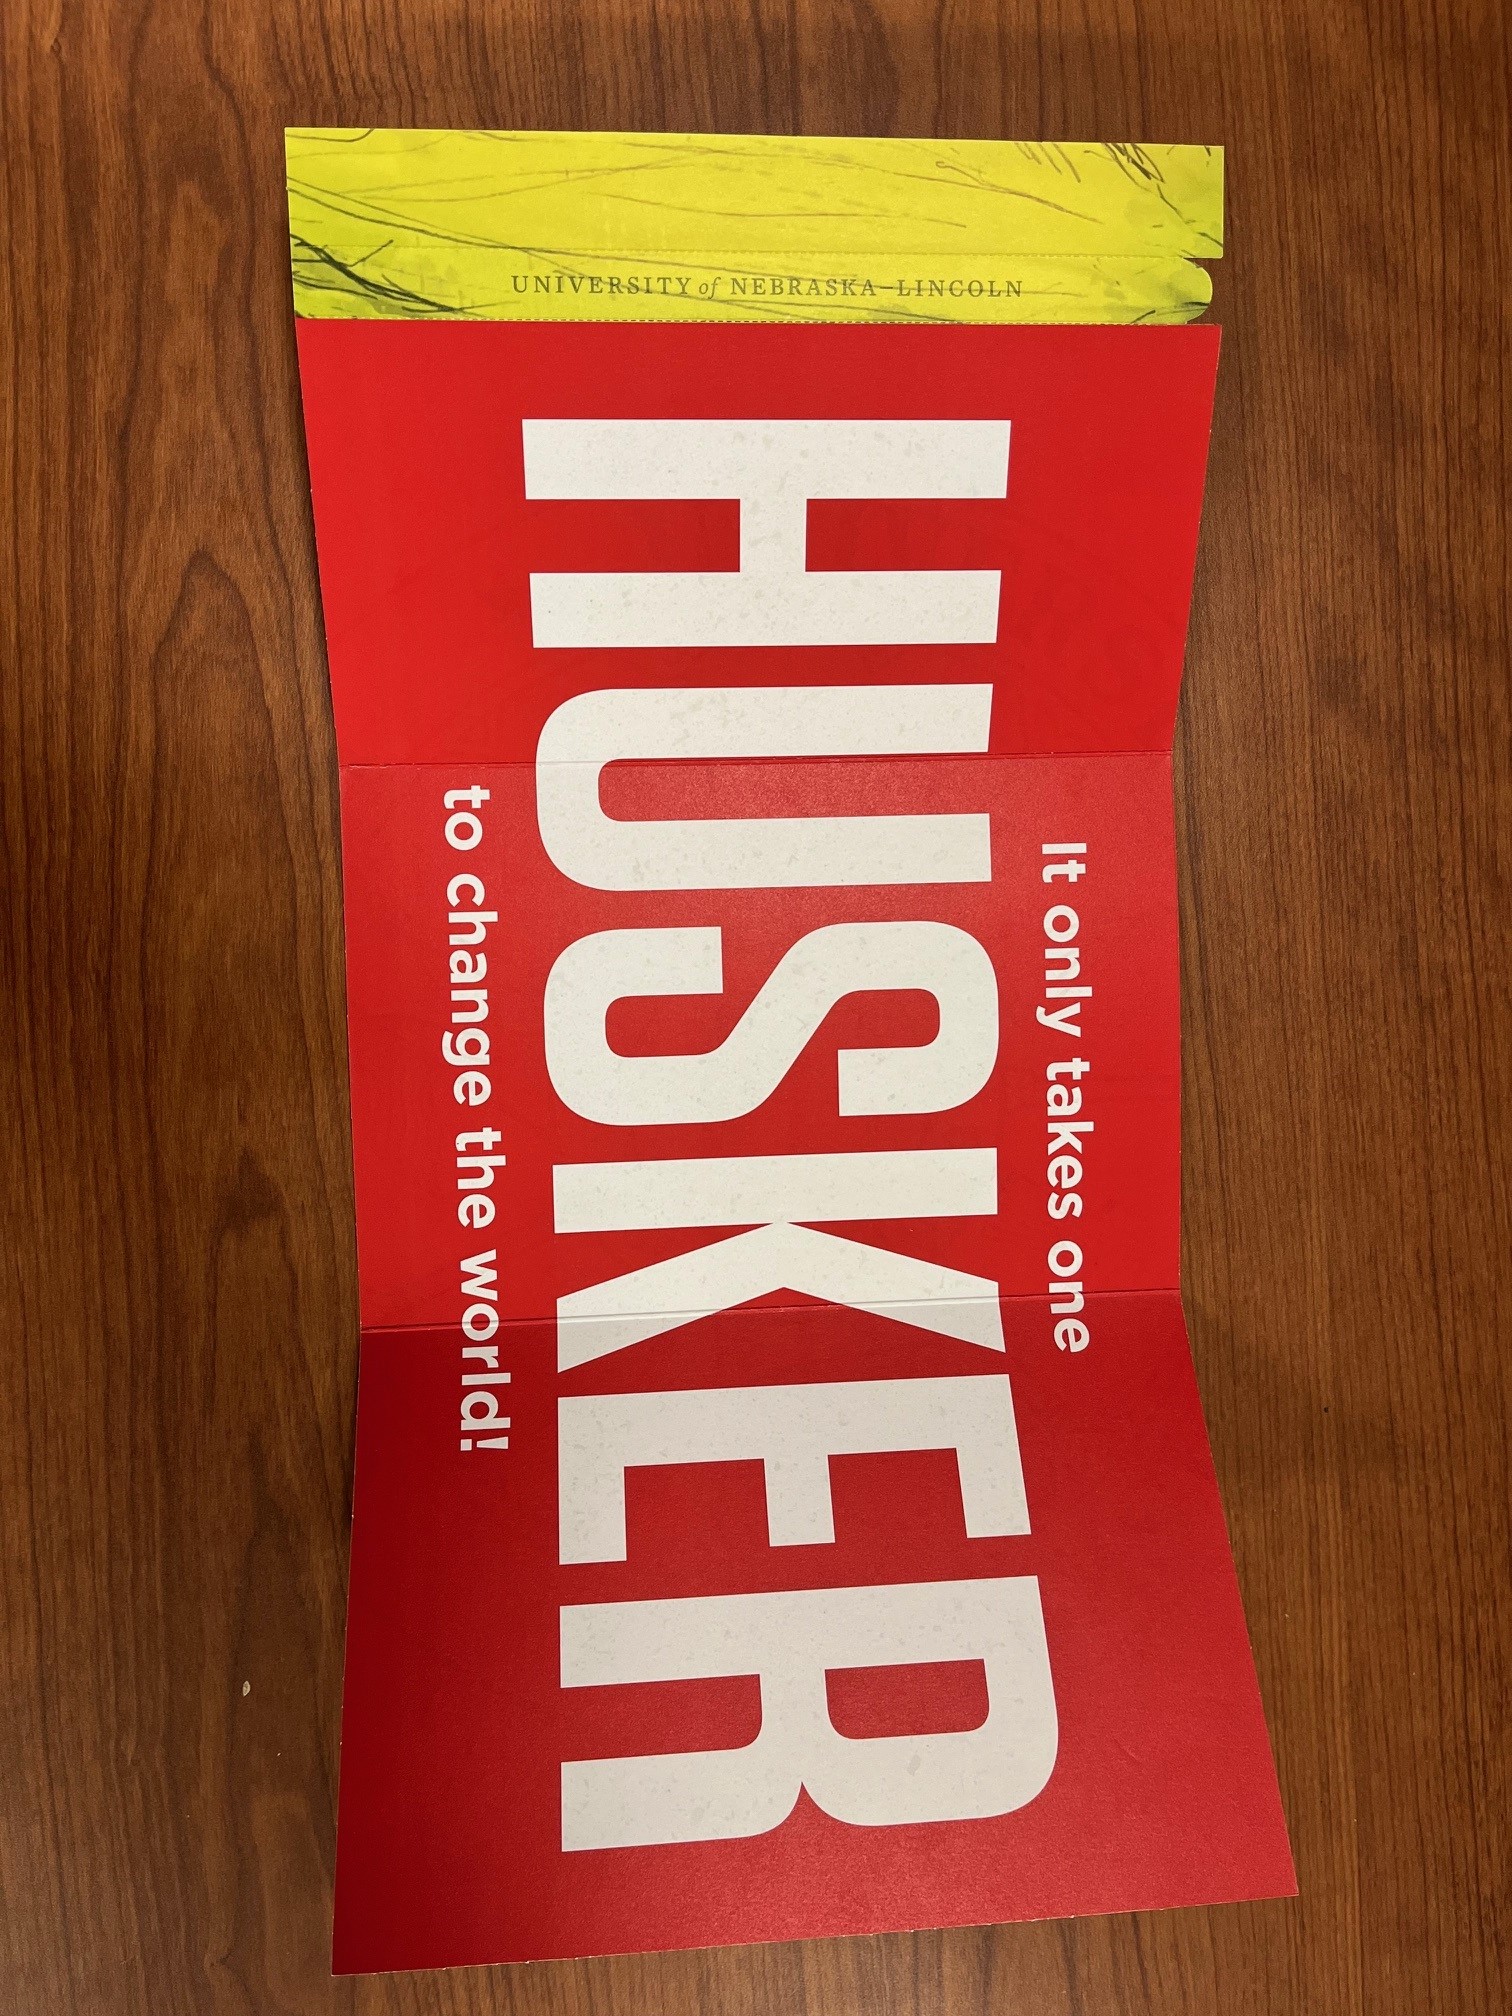 UNIVERSITY of NEBRASKA–LINCOLN
It only takes one
HUSKER
to change the world!